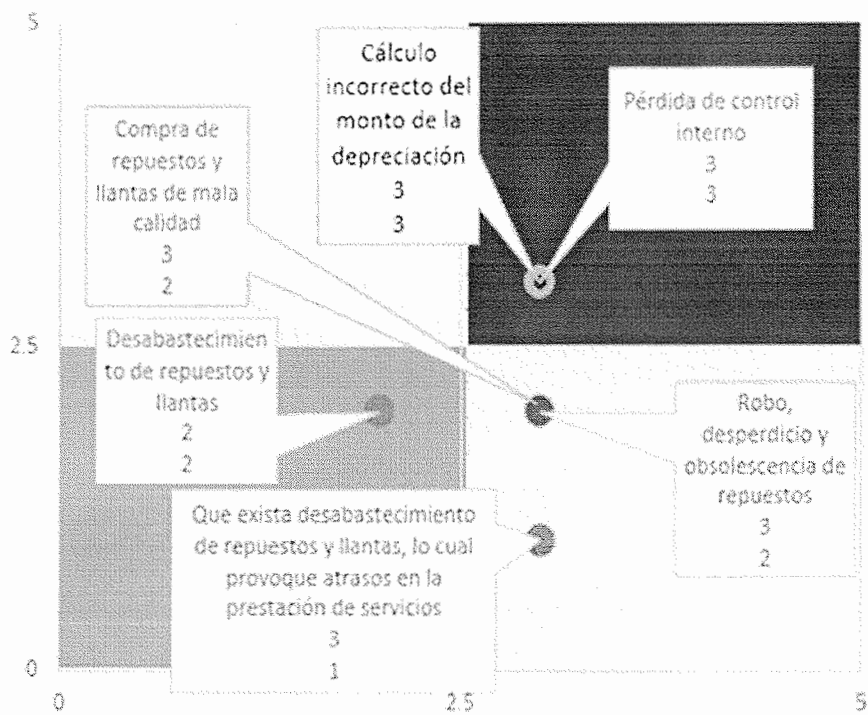 5
Cálculo
incorrecto del
monto de la
depreciación
3
3
Pérdida de control
interno
3
3
Compra de
repuestos y
llantas de mala
calidad
3
2
2.5
Desabastecimien
to de repuestos y
llantas
2
2
Robo,
desperdicio y
obsolescencia de
repuestos
3
2
Que exista desabastecimiento
de repuestos y llantas, lo cual
provoque atrasos en la
prestación de servicios
3
1
0
0
2.5
5